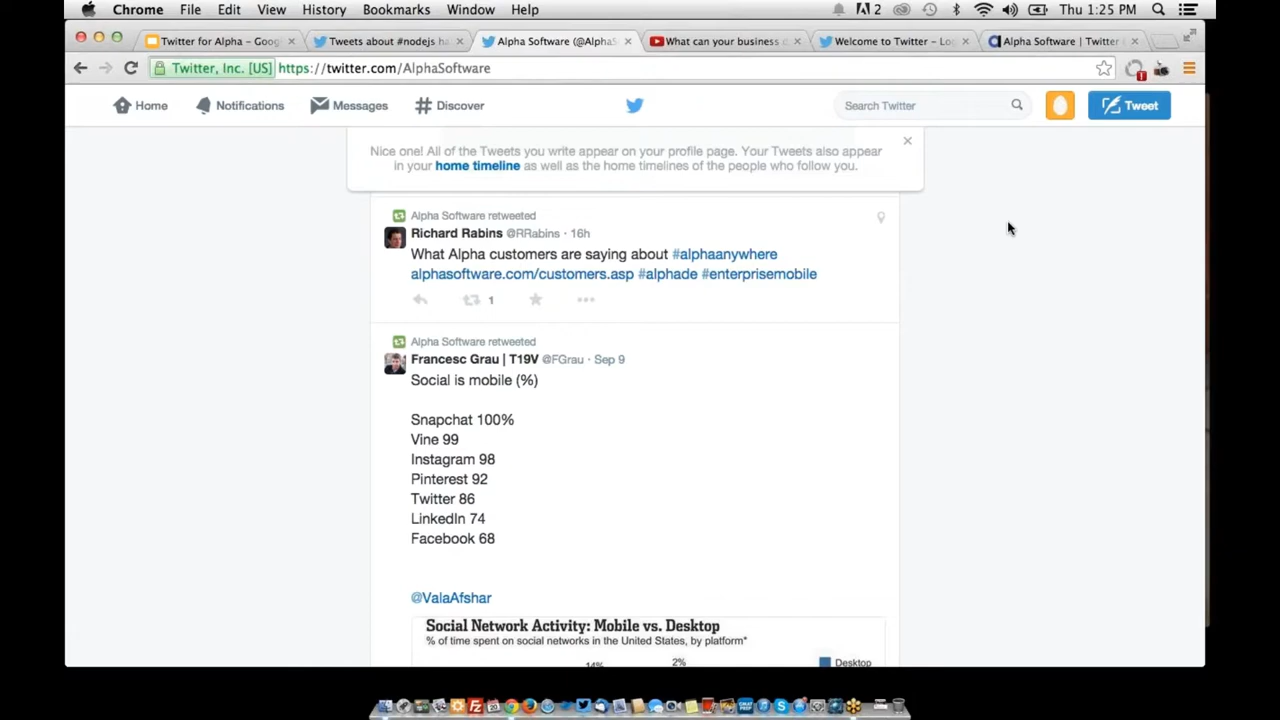 Chrome File Edit View History Bookmarks Window Help 2 Thu 1:25 PM
Twitter for Alpha – Goog Tweets about #nodejs ha Alpha Software (@Alpha What can your business Welcome to Twitter – Lo Alpha Software | Twitter
Twitter, Inc. [US] https://twitter.com/AlphaSoftware 1
Home Notifications Messages # Discover Search Twitter Tweet
Nice one! All of the Tweets you write appear on your profile page. Your Tweets also appear
in your home timeline as well as the home timelines of the people who follow you.
Alpha Software retweeted
Richard Rabins @RRabins · 16h
What Alpha customers are saying about #alphaanywhere
alphasoftware.com/customers.asp #alphade #enterprisemobile
1
Alpha Software retweeted
Francesc Grau | T19V @FGrau · Sep 9
Social is mobile (%)
Snapchat 100%
Vine 99
Instagram 98
Pinterest 92
Twitter 86
LinkedIn 74
Facebook 68
@ValaAfshar
Social Network Activity: Mobile vs. Desktop
% of time spent on social networks in the United States, by platform*
14% 2% Desktop